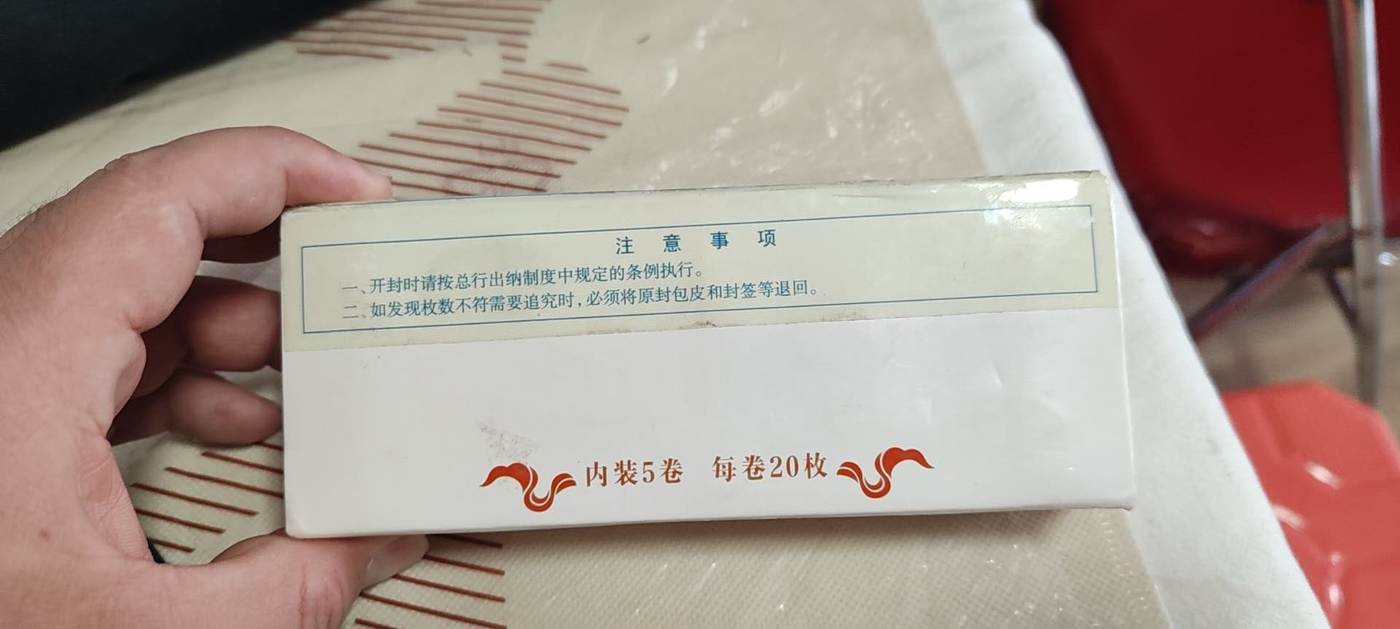 注意事项
一、开封时请按总行出纳制度中规定的条例执行。
二、如发现枚数不符需要追究时,必须将原封包皮和封签等退回。
内装5卷 每卷20枚